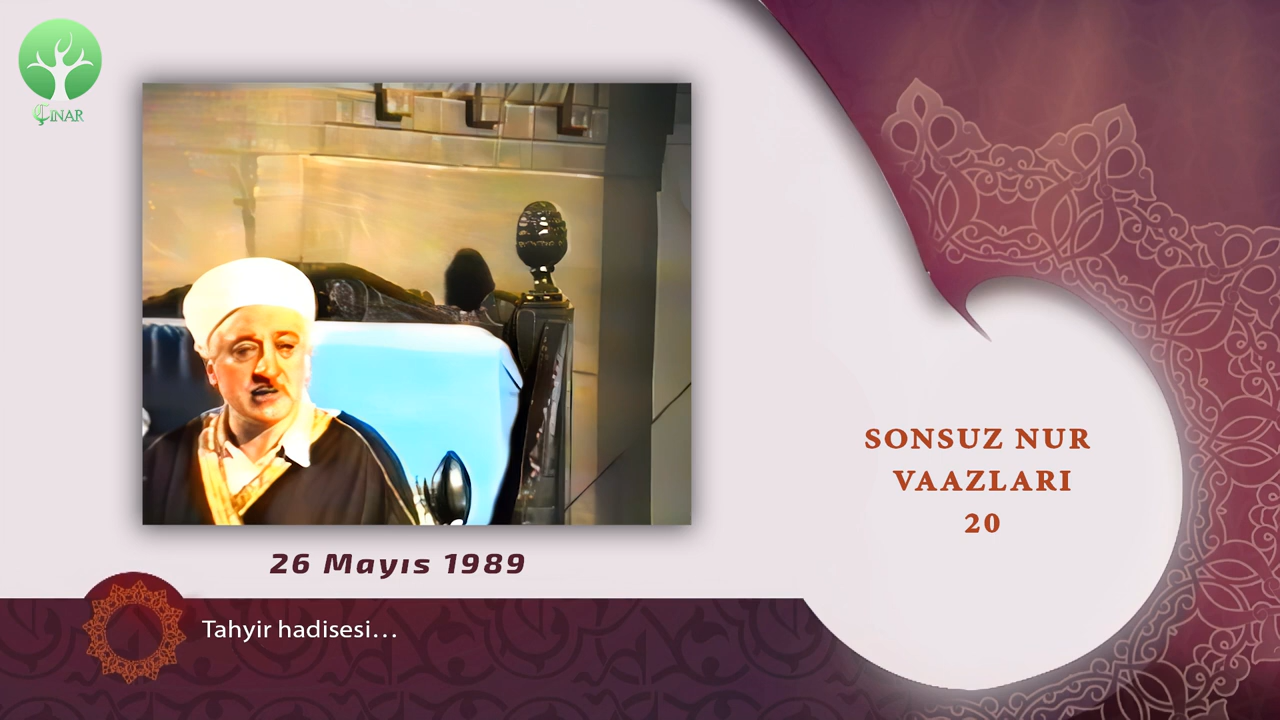 ÇINAR
SONSUZ NUR
VAAZLARI
20
26 Mayıs 1989
Tahyir hadisesi...